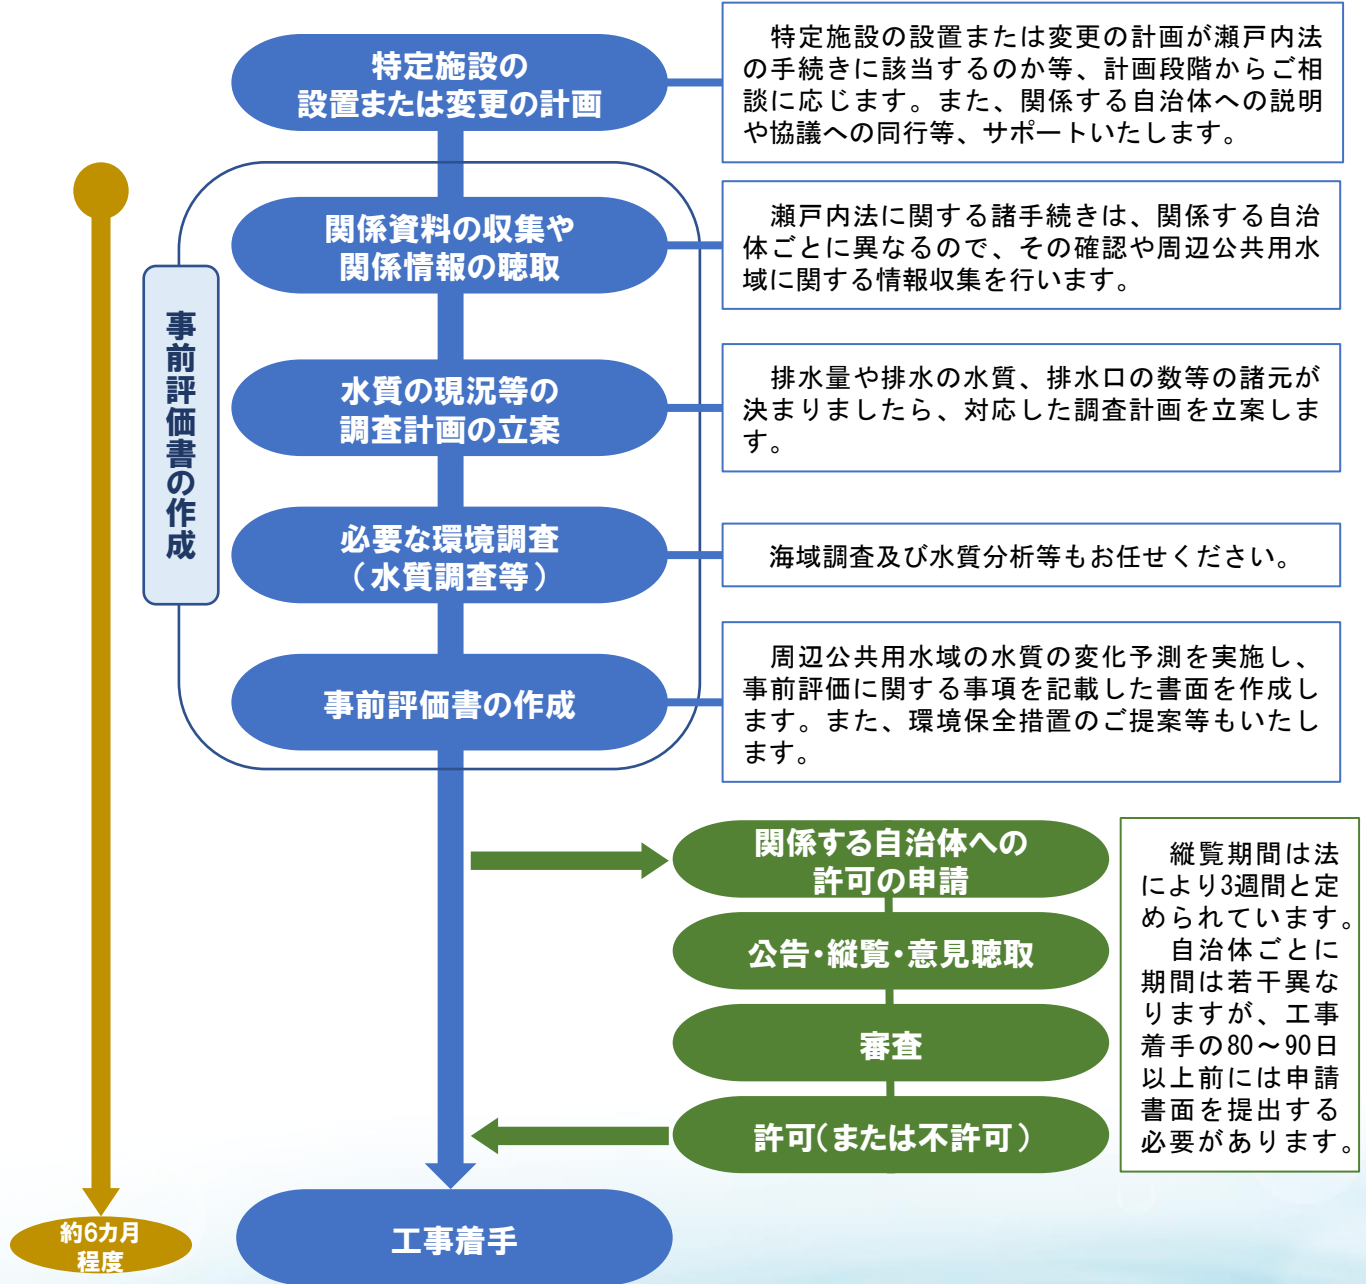 特定施設の
設置または変更の計画
特定施設の設置または変更の計画が瀬戸内法
の手続きに該当するのか等、計画段階からご相
談に応じます。また、関係する自治体への説明
や協議への同行等、サポートいたします。
事前評価書の作成
関係資料の収集や
関係情報の聴取
瀬戸内法に関する諸手続きは、関係する自治
体ごとに異なるので、その確認や周辺公共用水
域に関する情報収集を行います。
水質の現況等の
調査計画の立案
排水量や排水の水質、排水口の数等の諸元が
決まりましたら、対応した調査計画を立案しま
す。
必要な環境調査
（水質調査等）
海域調査及び水質分析等もお任せください。
事前評価書の作成
周辺公共用水域の水質の変化予測を実施し、
事前評価に関する事項を記載した書面を作成し
ます。また、環境保全措置のご提案等もいたし
ます。
関係する自治体への
許可の申請
公告・縦覧・意見聴取
審査
許可（または不許可）
縦覧期間は法
により3週間と定
められています。
自治体ごとに
期間は若干異な
りますが、工事
着手の80～90日
以上前には申請
書面を提出する
必要があります。
約6カ月
程度
工事着手